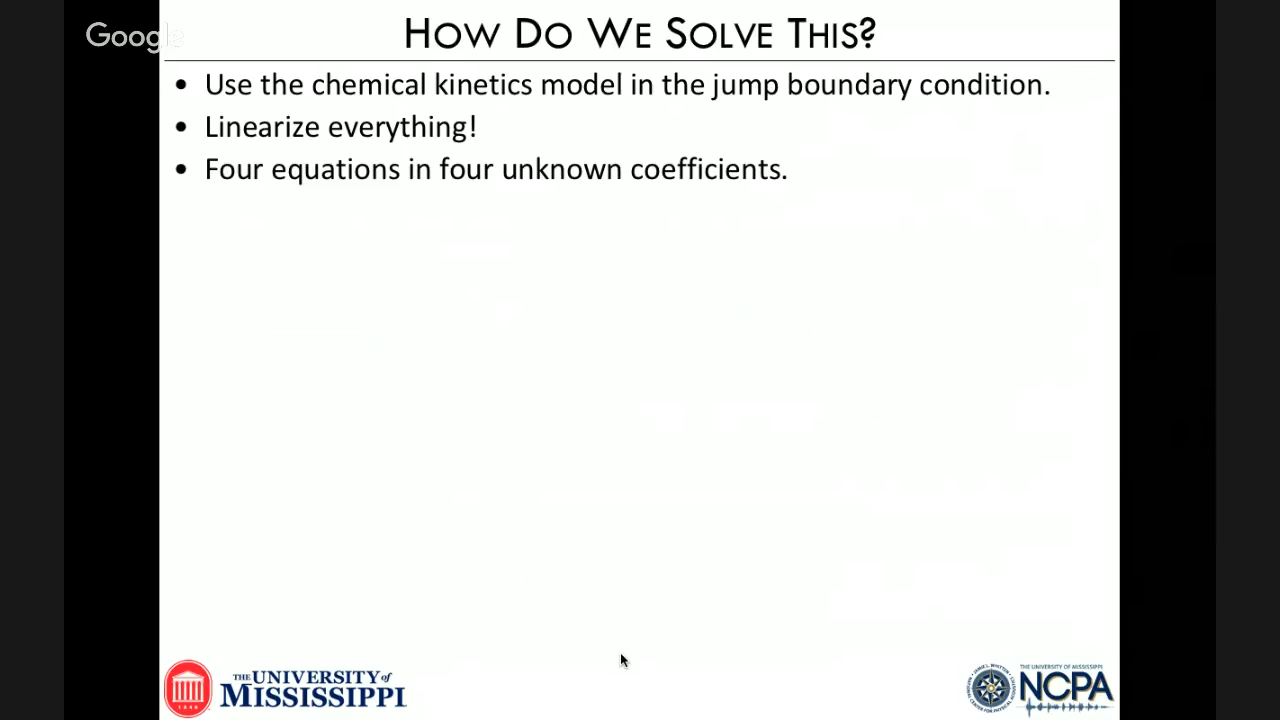 Google
HOW DO WE SOLVE THIS?
• Use the chemical kinetics model in the jump boundary condition.
• Linearize everything!
• Four equations in four unknown coefficients.
THE UNIVERSITY of
MISSISSIPPI
1848
THE UNIVERSITY OF MISSISSIPPI
NCPA